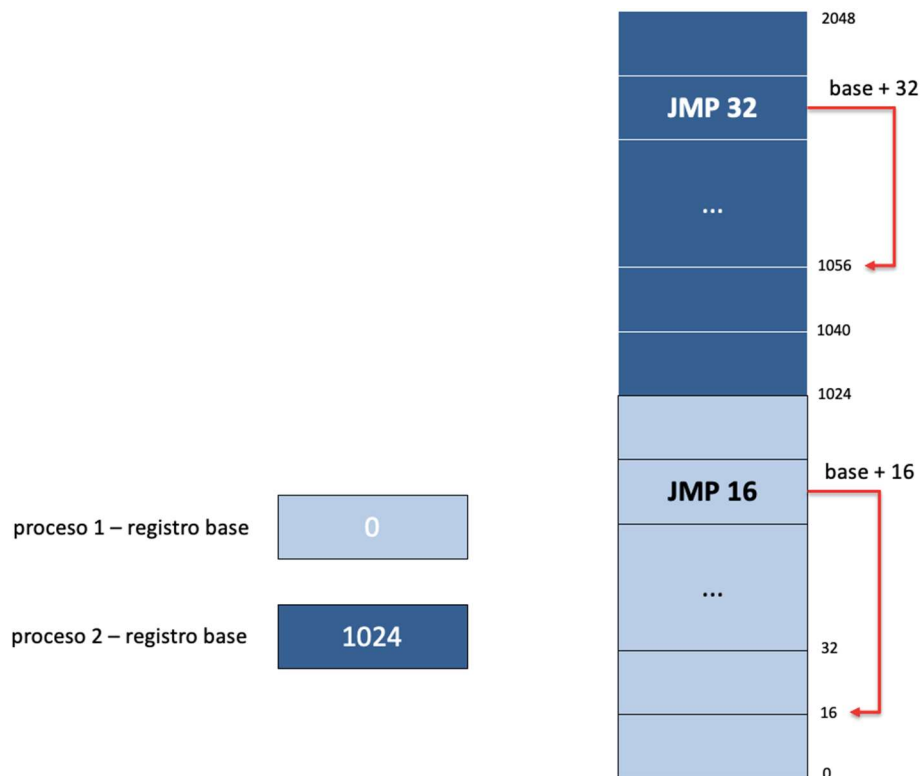 2048
base + 32
JMP 32
...
1056
1040
1024
base + 16
JMP 16
proceso 1 – registro base
0
...
proceso 2 – registro base
1024
32
16
0